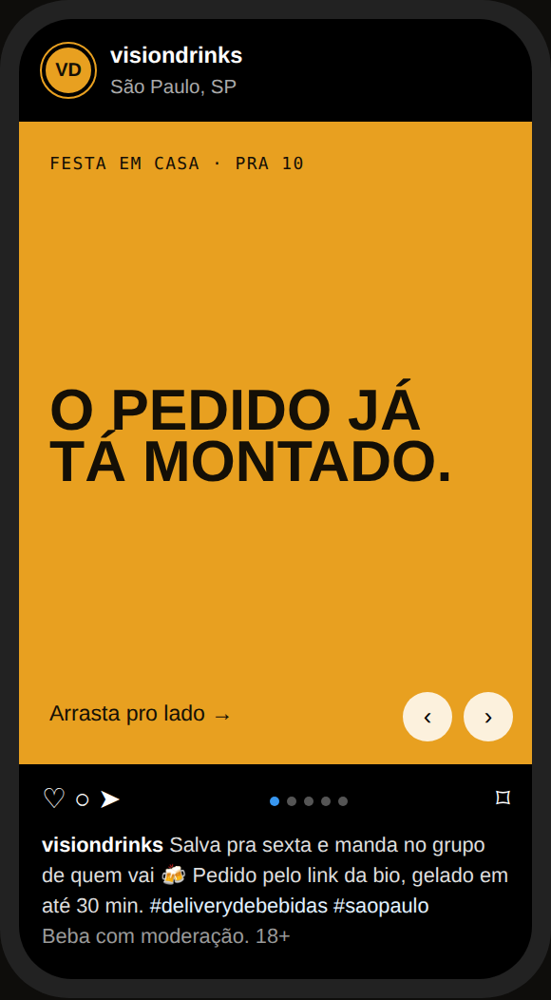 VD
visiondrinks
São Paulo, SP
FESTA EM CASA · PRA 10
O PEDIDO JÁ
TÁ MONTADO.
Arrasta pro lado →
‹ ›
visiondrinks Salva pra sexta e manda no grupo
de quem vai 🍻 Pedido pelo link da bio, gelado em
até 30 min. #deliverydebebidas #saopaulo
Beba com moderação. 18+